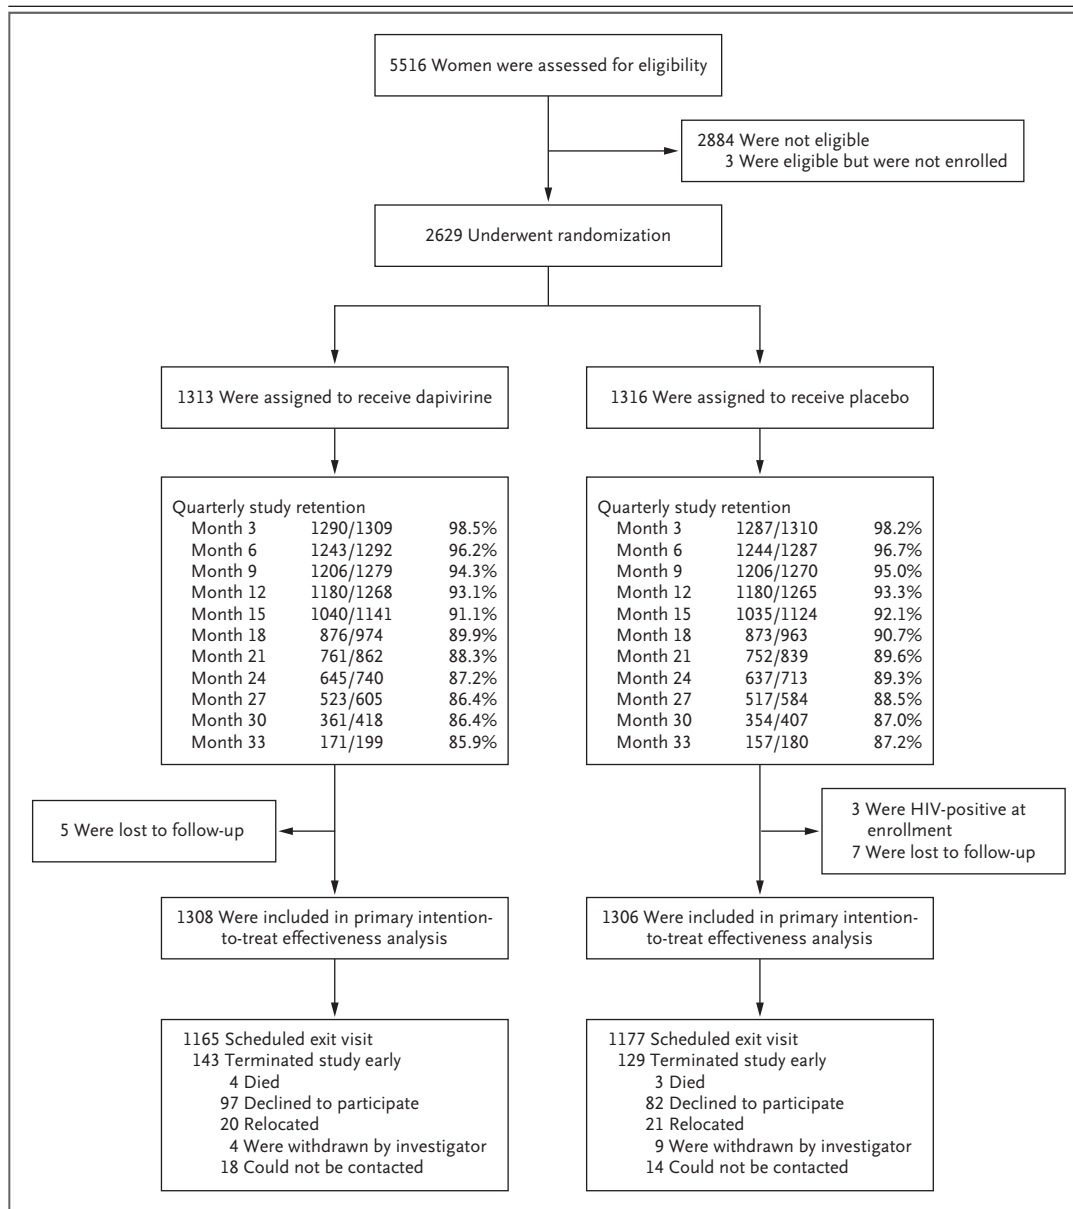 5516 Women were assessed for eligibility
2884 Were not eligible
3 Were eligible but were not enrolled
2629 Underwent randomization
1313 Were assigned to receive dapivirine
1316 Were assigned to receive placebo
Quarterly study retention
Month 3 1290/1309 98.5%
Month 6 1243/1292 96.2%
Month 9 1206/1279 94.3%
Month 12 1180/1268 93.1%
Month 15 1040/1141 91.1%
Month 18 876/974 89.9%
Month 21 761/862 88.3%
Month 24 645/740 87.2%
Month 27 523/605 86.4%
Month 30 361/418 86.4%
Month 33 171/199 85.9%
Quarterly study retention
Month 3 1287/1310 98.2%
Month 6 1244/1287 96.7%
Month 9 1206/1270 95.0%
Month 12 1180/1265 93.3%
Month 15 1035/1124 92.1%
Month 18 873/963 90.7%
Month 21 752/839 89.6%
Month 24 637/713 89.3%
Month 27 517/584 88.5%
Month 30 354/407 87.0%
Month 33 157/180 87.2%
5 Were lost to follow-up
3 Were HIV-positive at
enrollment
7 Were lost to follow-up
1308 Were included in primary intention-
to-treat effectiveness analysis
1306 Were included in primary intention-
to-treat effectiveness analysis
1165 Scheduled exit visit
143 Terminated study early
4 Died
97 Declined to participate
20 Relocated
4 Were withdrawn by investigator
18 Could not be contacted
1177 Scheduled exit visit
129 Terminated study early
3 Died
82 Declined to participate
21 Relocated
9 Were withdrawn by investigator
14 Could not be contacted